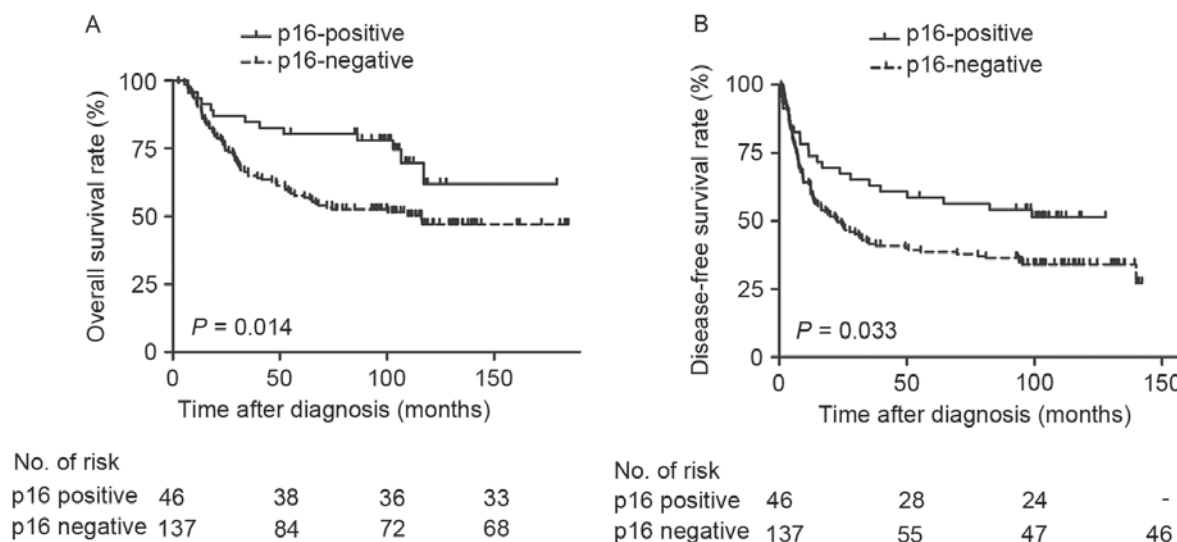 A
p16-positive
p16-negative
Overall survival rate (%)
100
75
50
25
0
P = 0.014
0 50 100 150
Time after diagnosis (months)
No. of risk
p16 positive 46 38 36 33
p16 negative 137 84 72 68
B
p16-positive
p16-negative
Disease-free survival rate (%)
100
75
50
25
0
P = 0.033
0 50 100 150
Time after diagnosis (months)
No. of risk
p16 positive 46 28 24 -
p16 negative 137 55 47 46